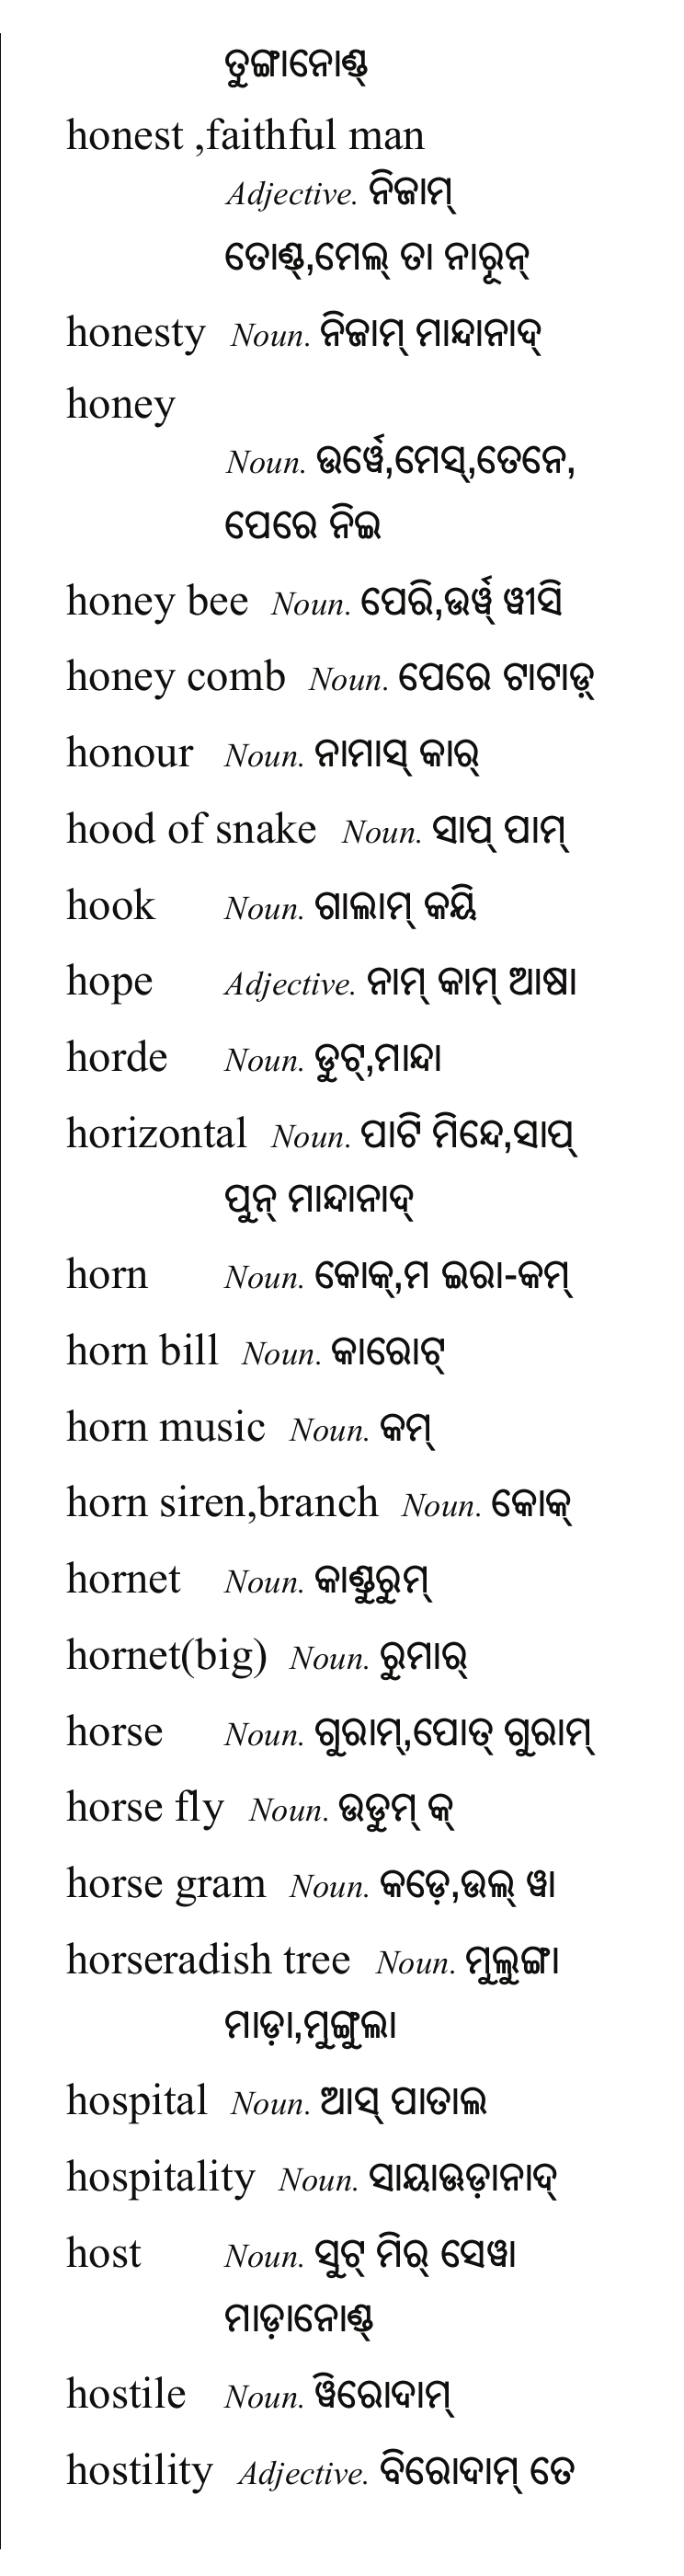 ତୁଙ୍ଗାନୋଣ୍ଡ୍
honest ,faithful man
Adjective. ନିଜାମ୍
ତୋଣ୍ଡ୍,ମେଲ୍ ତା ନାରୂନ୍
honesty Noun. ନିଜାମ୍ ମାନ୍ଦାନାଦ୍
honey
Noun. ଉର୍ୱେ,ମେସ୍,ତେନେ,
ପେରେ ନିଇ
honey bee Noun. ପେରି,ଉର୍ୱ୍ ୱୀସି
honey comb Noun. ପେରେ ଟାଟାଡ଼୍
honour Noun. ନାମାସ୍ କାର୍
hood of snake Noun. ସାପ୍ ପାମ୍
hook Noun. ଗାଲାମ୍ କୟି
hope Adjective. ନାମ୍ କାମ୍ ଆଷା
horde Noun. ଡୁଟ୍,ମାନ୍ଦା
horizontal Noun. ପାଟି ମିନ୍ଦେ,ସାପ୍
ପୁନ୍ ମାନ୍ଦାନାଦ୍
horn Noun. କୋକ୍,ମ ଇରା-କମ୍
horn bill Noun. କାରୋଟ୍
horn music Noun. କମ୍
horn siren,branch Noun. କୋକ୍
hornet Noun. କାଣ୍ଡୁରୁମ୍
hornet(big) Noun. ରୁମାର୍
horse Noun. ଗୁରାମ୍,ପୋତ୍ ଗୁରାମ୍
horse fly Noun. ଉଡୁମ୍ କ୍
horse gram Noun. କଡ଼େ,ଉଲ୍ ୱା
horseradish tree Noun. ମୁଲୁଙ୍ଗା
ମାଡ଼ା,ମୁଙ୍ଗୁଲା
hospital Noun. ଆସ୍ ପାତାଲ
hospitality Noun. ସାୟାଊଡ଼ାନାଦ୍
host Noun. ସୁଟ୍ ମିର୍ ସେୱା
ମାଡ଼ାନୋଣ୍ଡ୍
hostile Noun. ୱିରୋଦାମ୍
hostility Adjective. ବିରୋଦାମ୍ ତେ